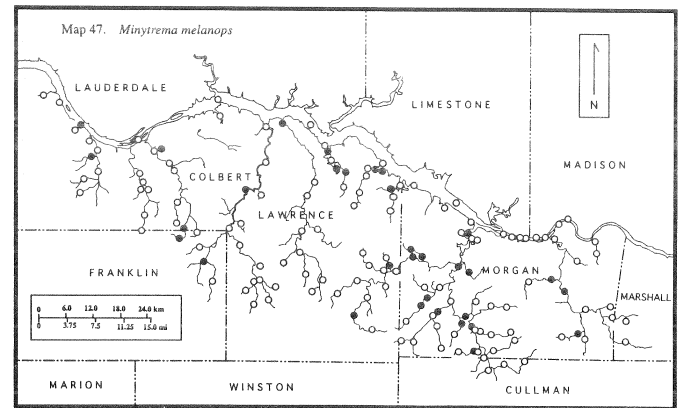 Map 47. Minytrema melanops
LAUDERDALE
LIMESTONE
N
MADISON
COLBERT
LAWRENCE
FRANKLIN
MORGAN
MARSHALL
0 6.0 12.0 18.0 24.0 km
0 3.75 7.5 11.25 15.0 mi
MARION
WINSTON
CULLMAN